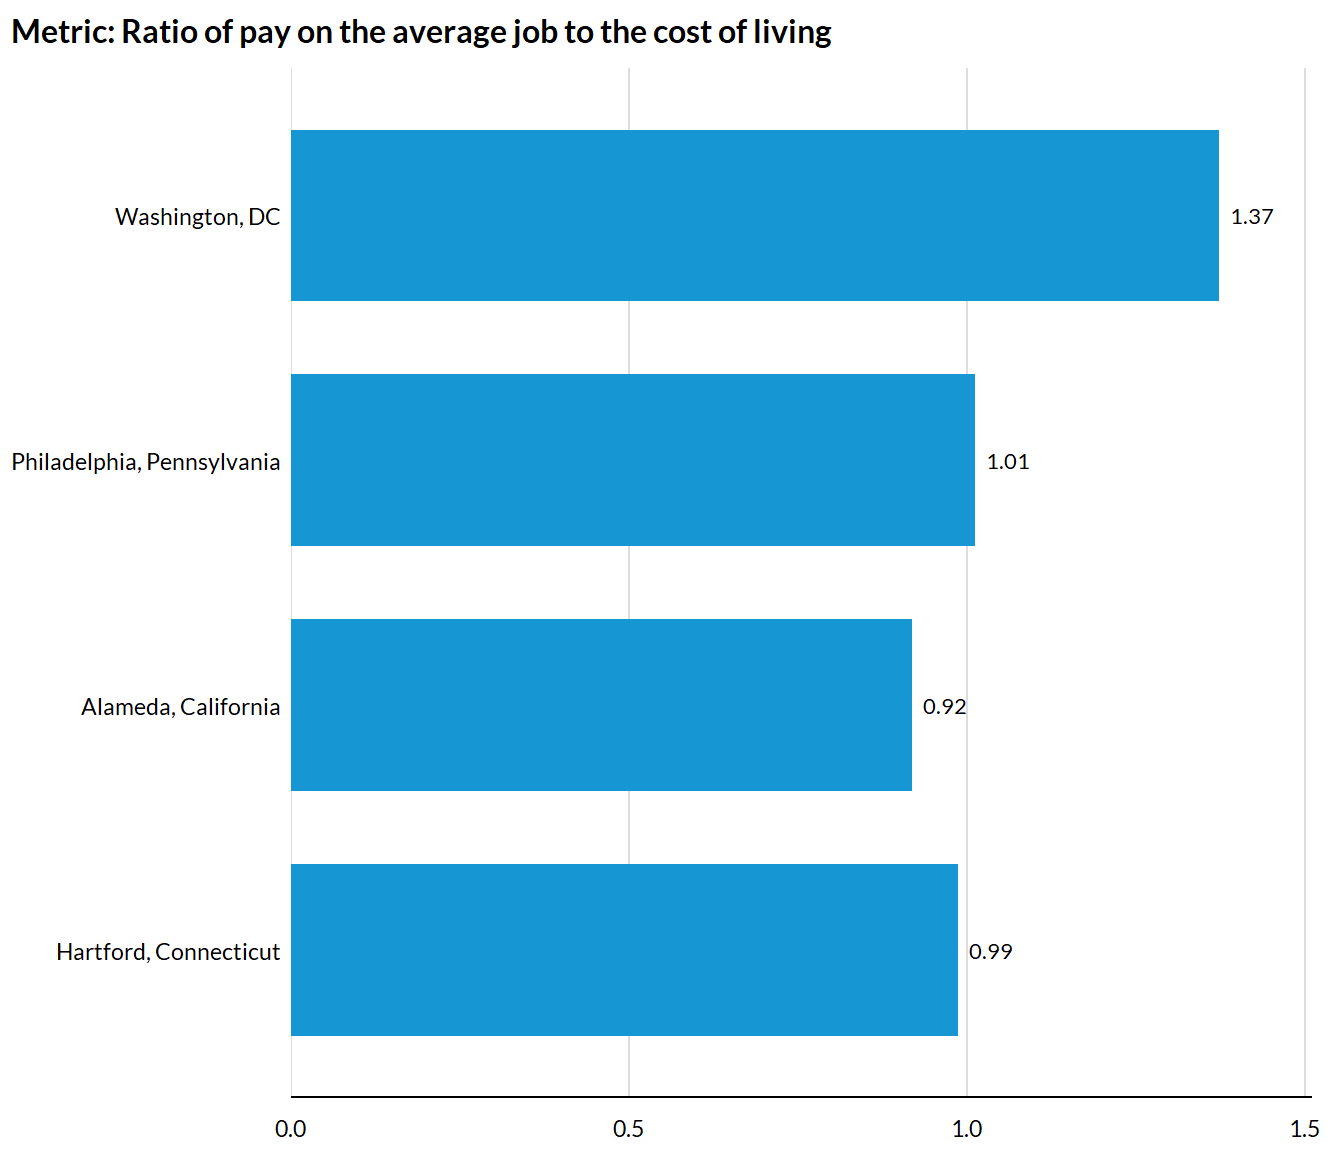 Metric: Ratio of pay on the average job to the cost of living
Washington, DC
1.37
Philadelphia, Pennsylvania
1.01
Alameda, California
0.92
Hartford, Connecticut
0.99
0.0
0.5
1.0
1.5